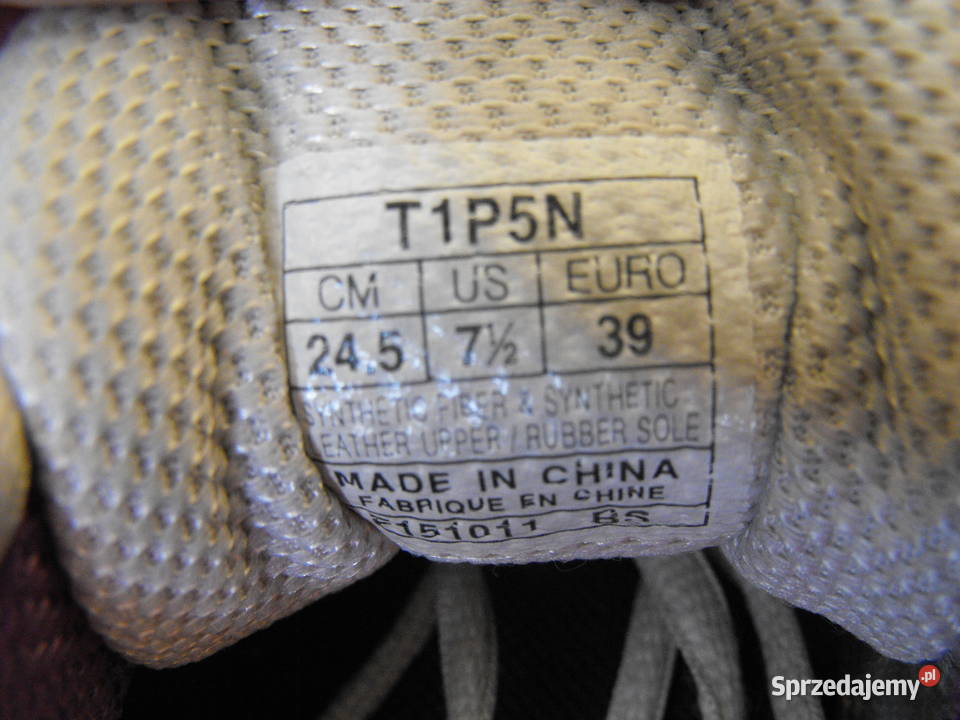 T1P5N
CM US EURO
24.5 7½ 39
SYNTHETIC FIBER & SYNTHETIC
LEATHER UPPER / RUBBER SOLE
MADE IN CHINA
FABRIQUE EN CHINE
F151011 BS
Sprzedajemy.pl